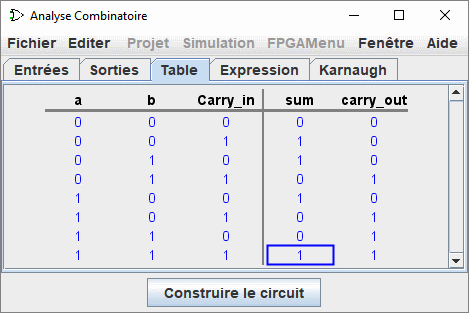 Analyse Combinatoire
Fichier Editer Projet Simulation FPGAMenu Fenêtre Aide
Entrées Sorties Table Expression Karnaugh
a b Carry_in sum carry_out
0 0 0 0 0
0 0 1 1 0
0 1 0 1 0
0 1 1 0 1
1 0 0 1 0
1 0 1 0 1
1 1 0 0 1
1 1 1 1 1
Construire le circuit